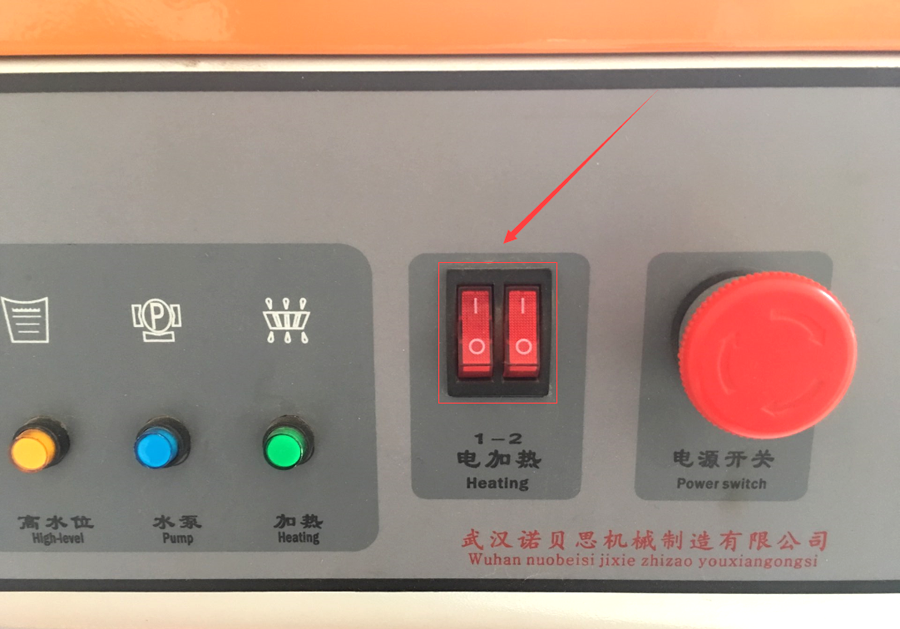 P
1-2
电加热
Heating
电源开关
Power switch
高水位
High-level
水泵
Pump
加热
Heating
武汉诺贝思机械制造有限公司
Wuhan nuobeisi jixie zhizao youxiangongsi